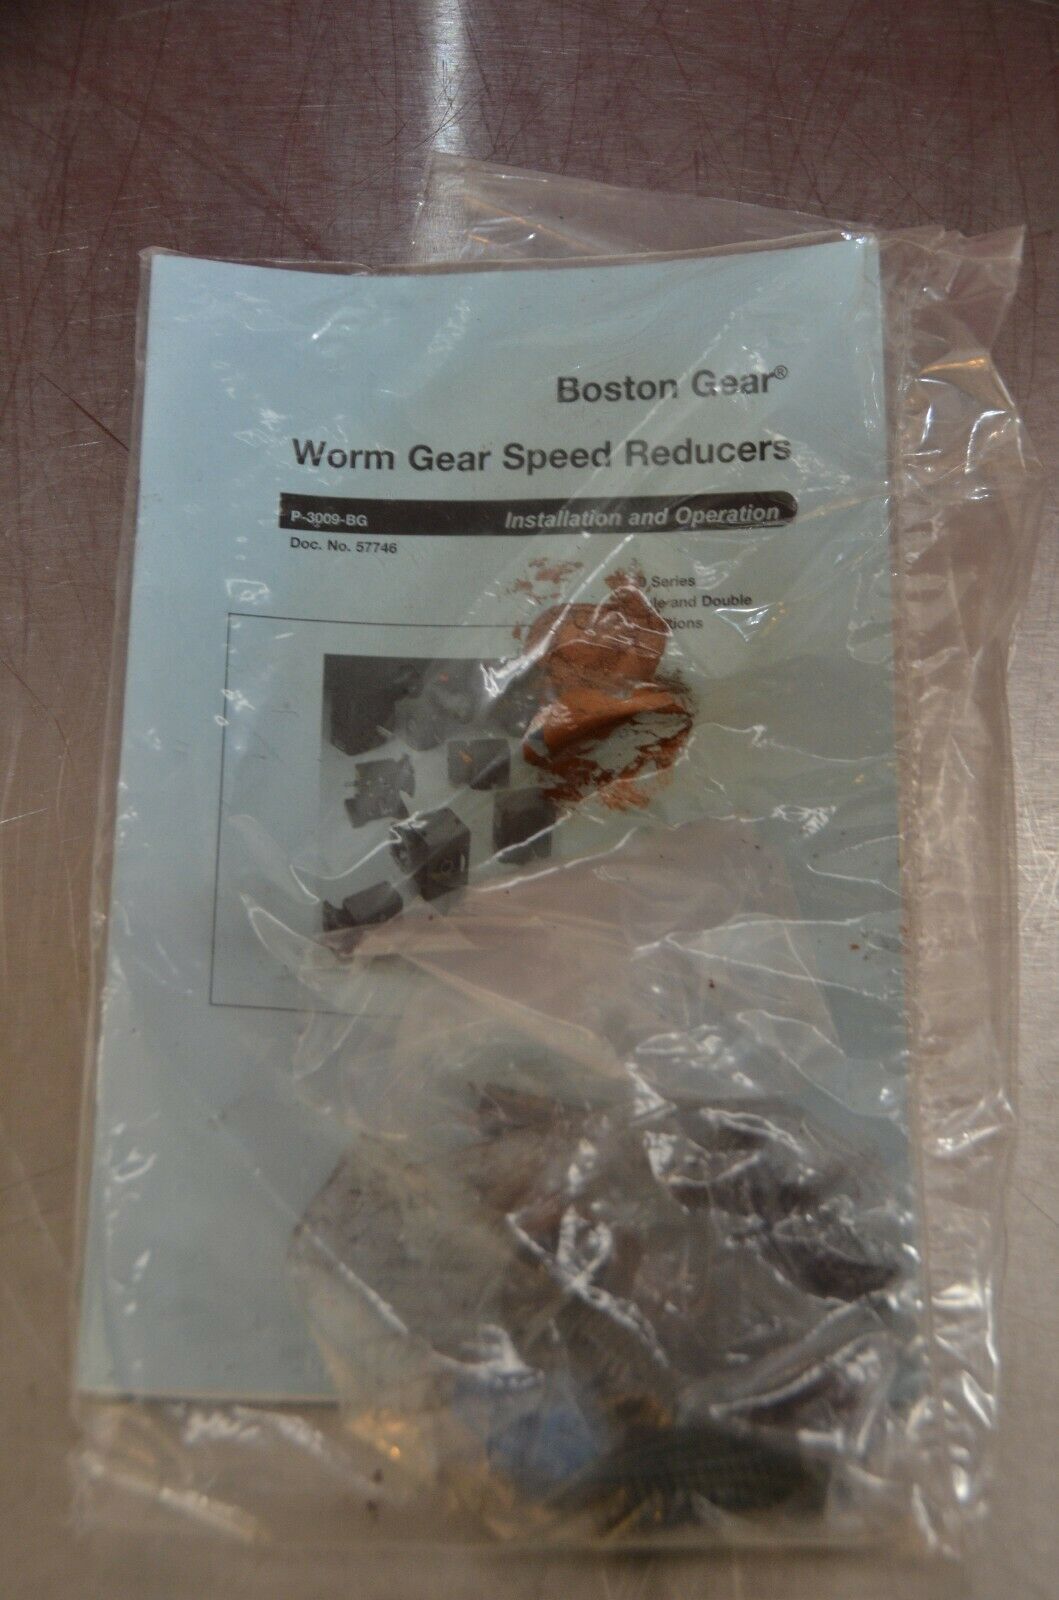 Boston Gear®
Worm Gear Speed Reducers
P-3009-BG Installation and Operation
Doc. No. 57746
Series
and Double